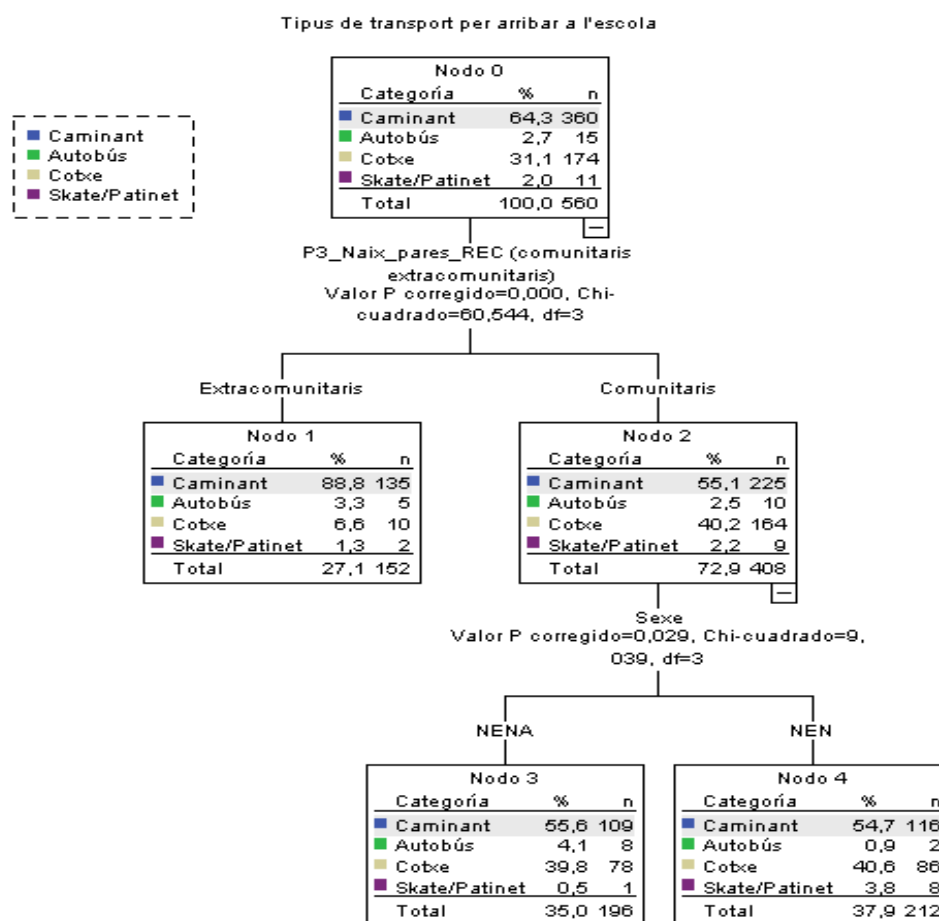 Tipus de transport per arribar a l'escola
Nodo 0
Categoría % n
Caminant 64,3 360
Autobús 2,7 15
Cotxe 31,1 174
Skate/Patinet 2,0 11
Total 100,0 560
Caminant
Autobús
Cotxe
Skate/Patinet
P3_Naix_pares_REC (comunitaris
extracomunitaris)
Valor P corregido=0,000, Chi-
cuadrado=60,544, df=3
Extracomunitaris
Comunitaris
Nodo 1
Categoría % n
Caminant 88,8 135
Autobús 3,3 5
Cotxe 6,6 10
Skate/Patinet 1,3 2
Total 27,1 152
Nodo 2
Categoría % n
Caminant 55,1 225
Autobús 2,5 10
Cotxe 40,2 164
Skate/Patinet 2,2 9
Total 72,9 408
Sexe
Valor P corregido=0,029, Chi-cuadrado=9,
039, df=3
NENA
NEN
Nodo 3
Categoría % n
Caminant 55,6 109
Autobús 4,1 8
Cotxe 39,8 78
Skate/Patinet 0,5 1
Total 35,0 196
Nodo 4
Categoría % n
Caminant 54,7 116
Autobús 0,9 2
Cotxe 40,6 86
Skate/Patinet 3,8 8
Total 37,9 212